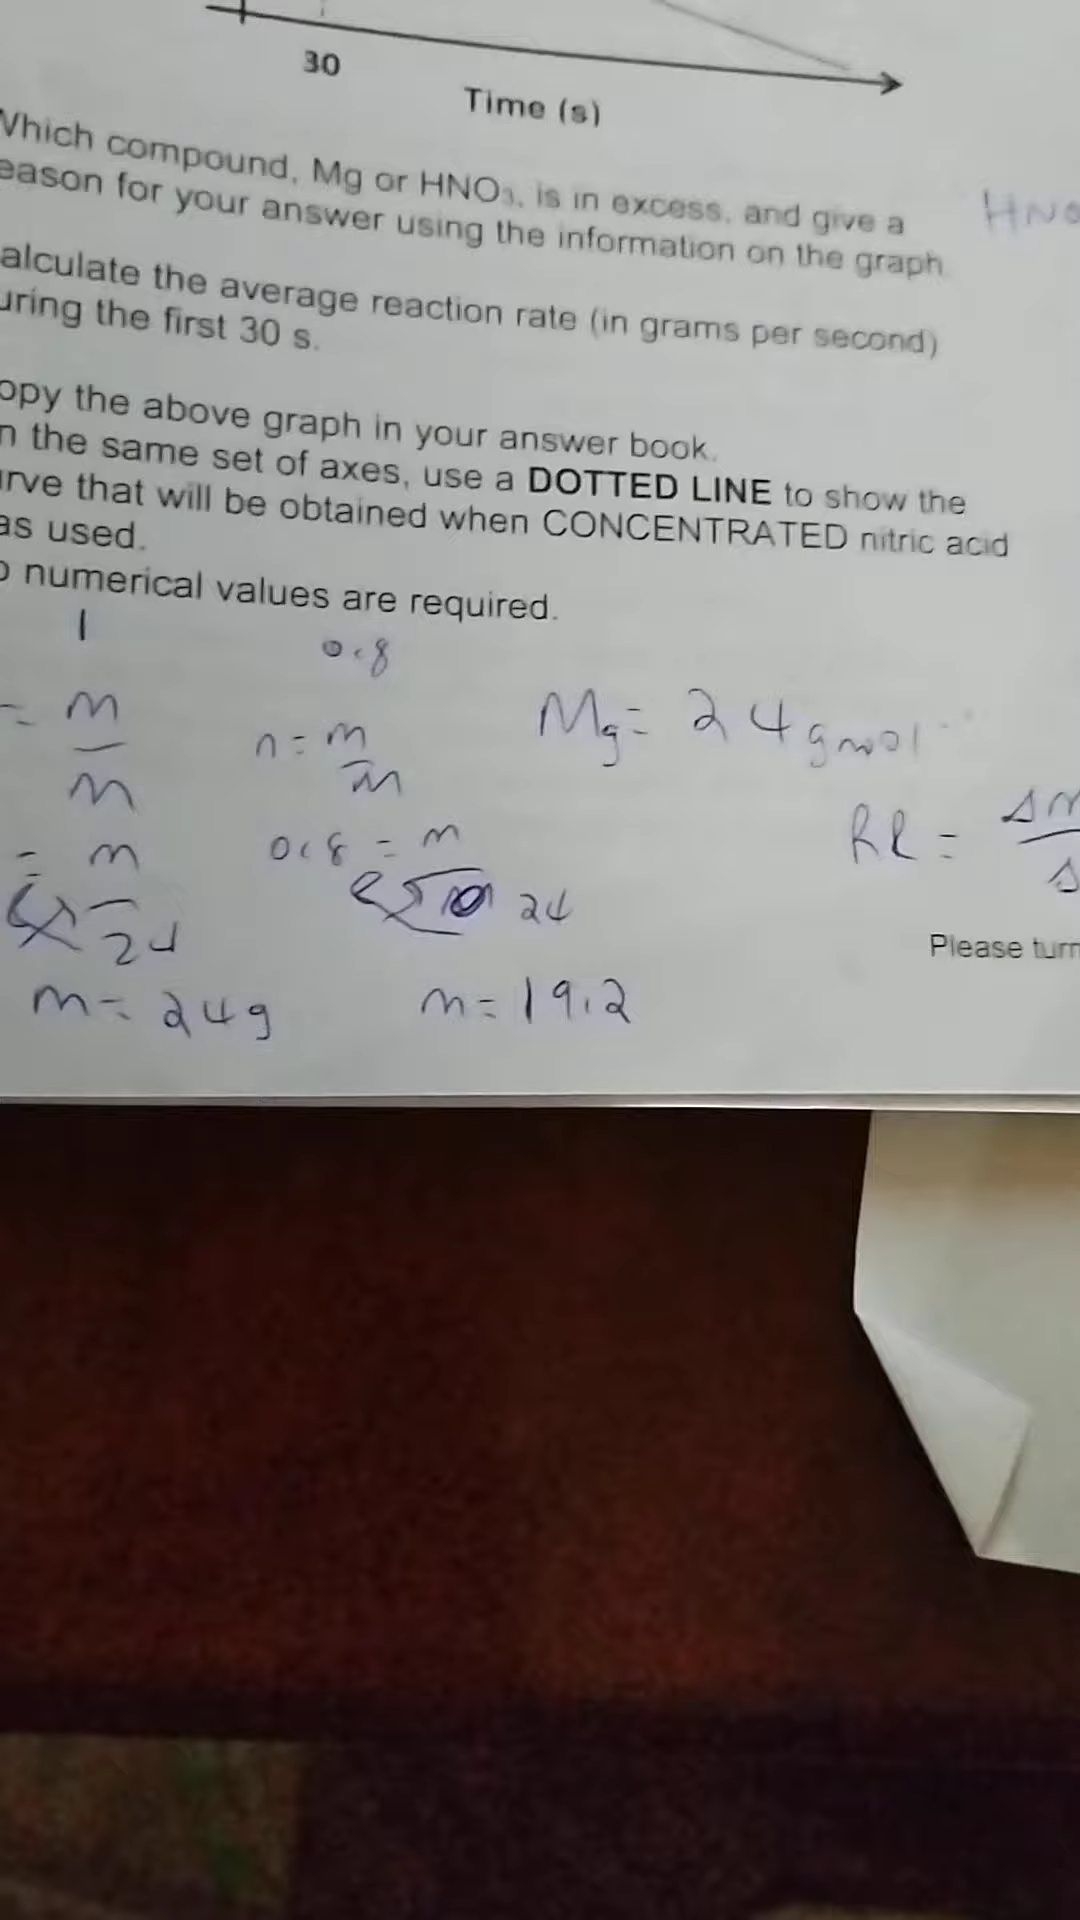 30
Time (s)
Which compound, Mg or HNO₃, is in excess, and give a
eason for your answer using the information on the graph.
HNO
alculate the average reaction rate (in grams per second)
uring the first 30 s.
opy the above graph in your answer book.
n the same set of axes, use a DOTTED LINE to show the
urve that will be obtained when CONCENTRATED nitric acid
as used.
o numerical values are required.
1
0.8
= m
m
n = m
m
Mg = 24 gmol
= m
24
0.8 = m
24
RR = Δm
Δ
Please turn
m = 24g
m = 19.2